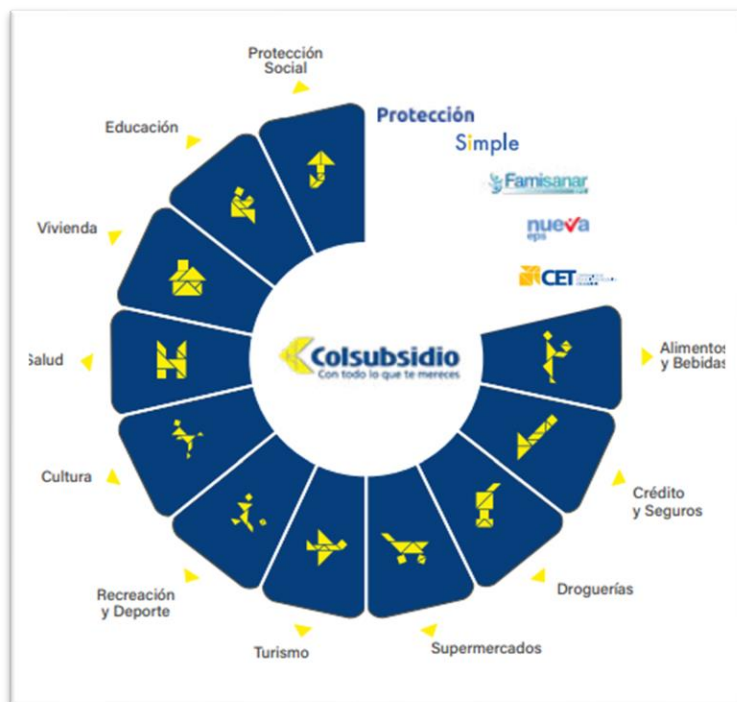 Protección
Social
Educación
Vivienda
Salud
Cultura
Recreación
y Deporte
Turismo
Supermercados
Droguerías
Crédito
y Seguros
Alimentos
y Bebidas
Protección
Simple
Famisanar
nueva
eps
CET
Colsubsidio
Con todo lo que te mereces